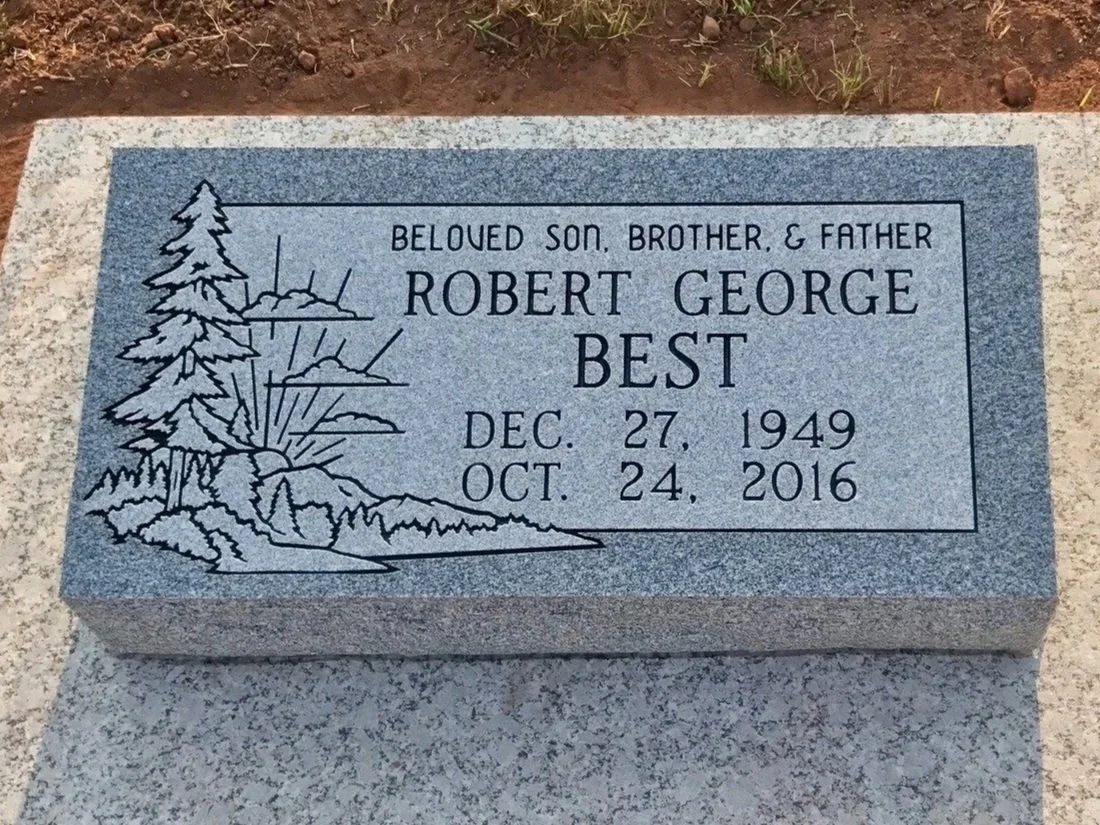 BELOVED SON, BROTHER, & FATHER
ROBERT GEORGE
BEST
DEC. 27, 1949
OCT. 24, 2016